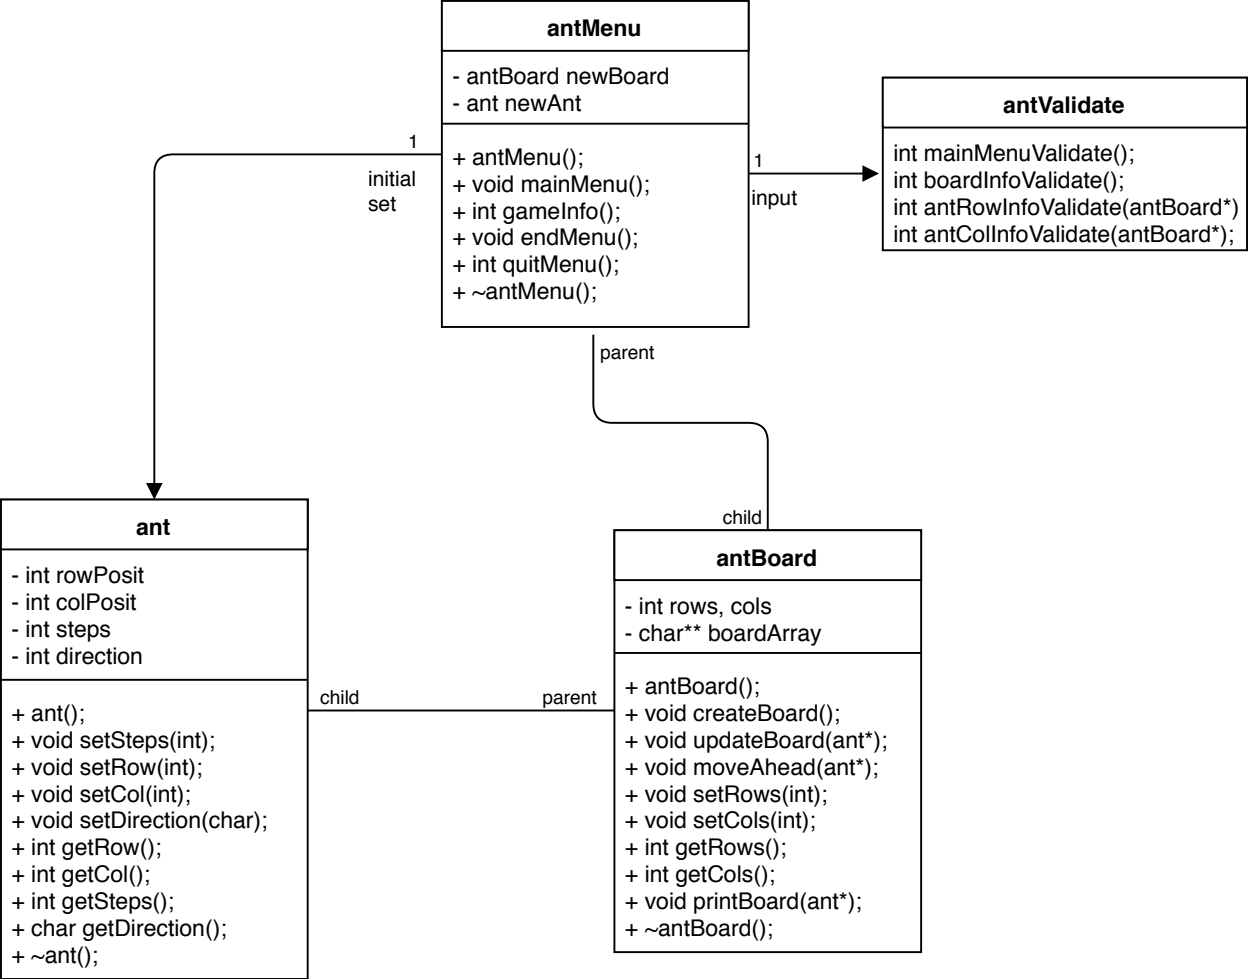 antMenu
- antBoard newBoard
- ant newAnt
+ antMenu();
+ void mainMenu();
+ int gameInfo();
+ void endMenu();
+ int quitMenu();
+ ~antMenu();
1
initial
set
1
input
antValidate
int mainMenuValidate();
int boardInfoValidate();
int antRowInfoValidate(antBoard*)
int antColInfoValidate(antBoard*);
parent
child
ant
- int rowPosit
- int colPosit
- int steps
- int direction
+ ant();
+ void setSteps(int);
+ void setRow(int);
+ void setCol(int);
+ void setDirection(char);
+ int getRow();
+ int getCol();
+ int getSteps();
+ char getDirection();
+ ~ant();
child
parent
antBoard
- int rows, cols
- char** boardArray
+ antBoard();
+ void createBoard();
+ void updateBoard(ant*);
+ void moveAhead(ant*);
+ void setRows(int);
+ void setCols(int);
+ int getRows();
+ int getCols();
+ void printBoard(ant*);
+ ~antBoard();